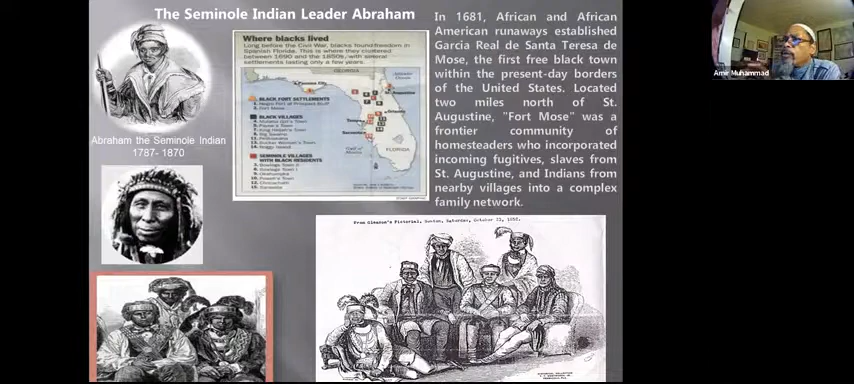 The Seminole Indian Leader Abraham
Abraham the Seminole Indian
1787- 1870
Where blacks lived
Long before the Civil War, blacks found freedom in
Spanish Florida. This is where they clustered
between 1690 and the 1850s, with several
settlements lasting only a few years.
GEORGIA
BLACK FORT SETTLEMENTS
BLACK VILLAGES
SEMINOLE VILLAGES
WITH BLACK RESIDENTS
FLORIDA
In 1681, African and African
American runaways established
Garcia Real de Santa Teresa de
Mose, the first free black town
within the present-day borders
of the United States. Located
two miles north of St.
Augustine, "Fort Mose" was a
frontier community of
homesteaders who incorporated
incoming fugitives, slaves from
St. Augustine, and Indians from
nearby villages into a complex
family network.
From Gleason's Pictorial, Boston, Saturday, October 23, 1852.
Amir Muhammad